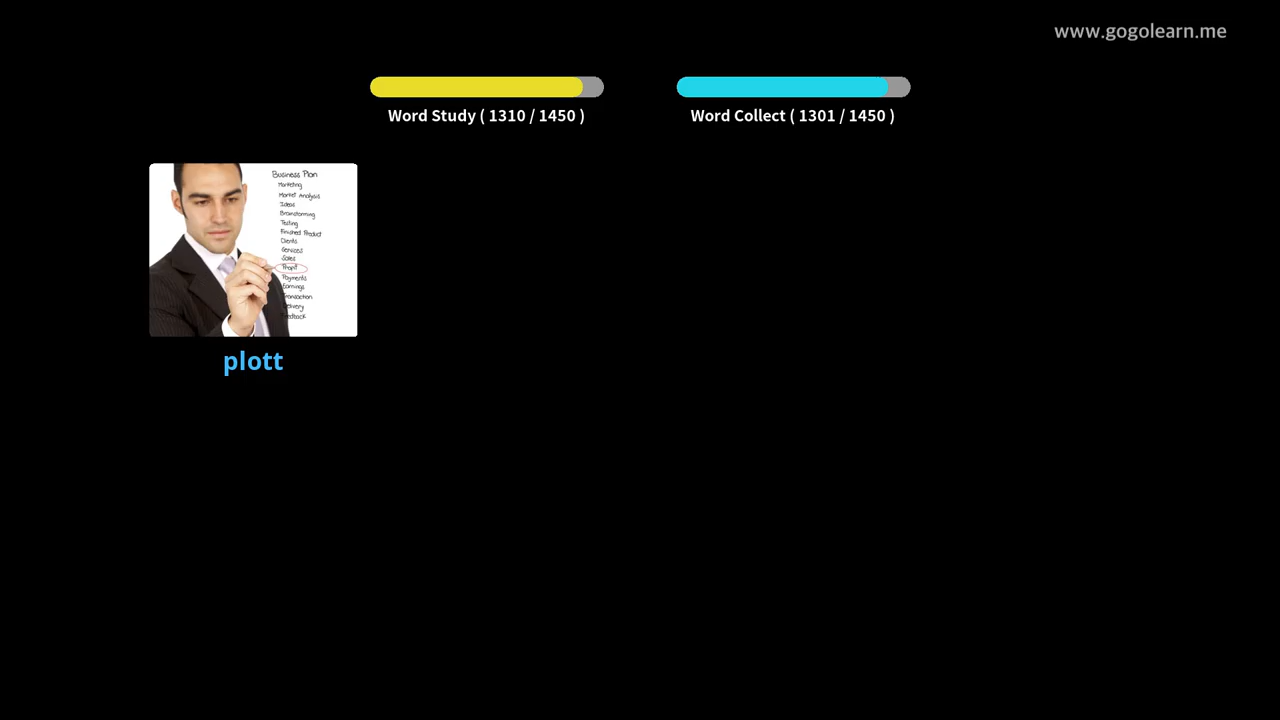 www.gogolearn.me
Word Study ( 1310 / 1450 )
Word Collect ( 1301 / 1450 )
Business Plan
Marketing
Market Analysis
Ideas
Brainstorming
Testing
Finished Product
Clients
Services
Sales
Profit
Payments
Earnings
Transaction
Delivery
Feedback
plott